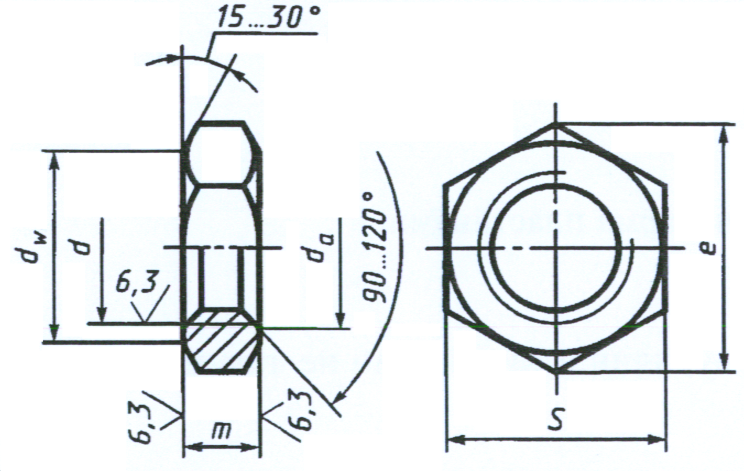 15...30°
d_w
d
6,3
d_a
90...120°
e
6,3
m
6,3
S